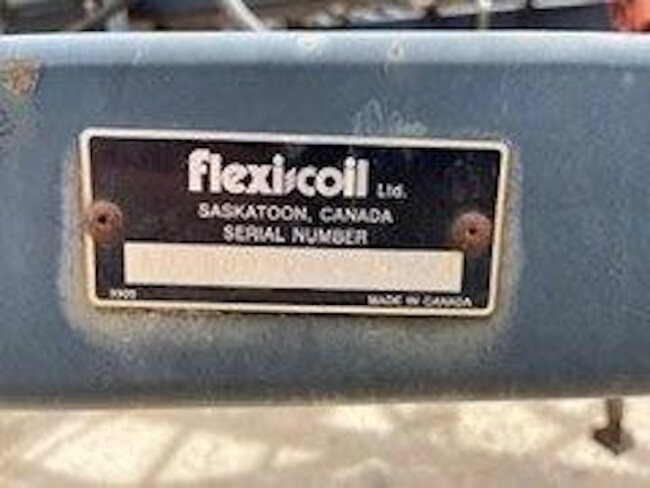 flexi-coil Ltd.
SASKATOON, CANADA
SERIAL NUMBER
MADE IN CANADA